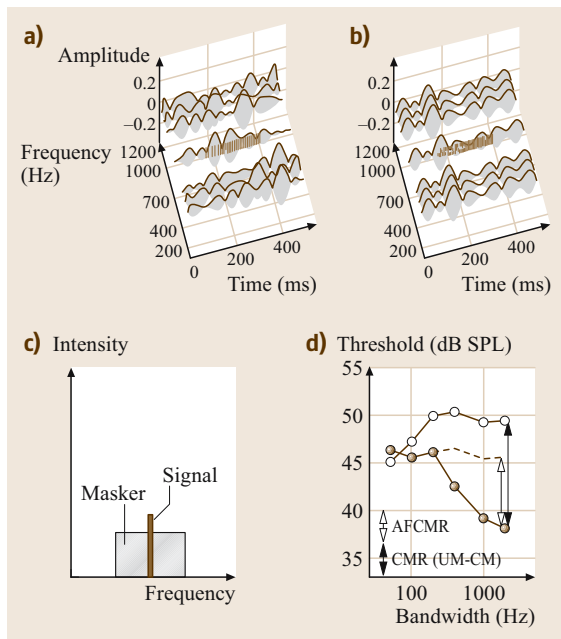 a)
Amplitude
0.2
0
–0.2
Frequency
(Hz)
1200
1000
700
400
200
0
200
400
Time (ms)
b)
0.2
0
–0.2
1200
1000
700
400
200
0
200
400
Time (ms)
c) Intensity
Signal
Masker
Frequency
d) Threshold (dB SPL)
55
50
45
40
35
33
AFCMR
CMR (UM-CM)
100
1000
Bandwidth (Hz)